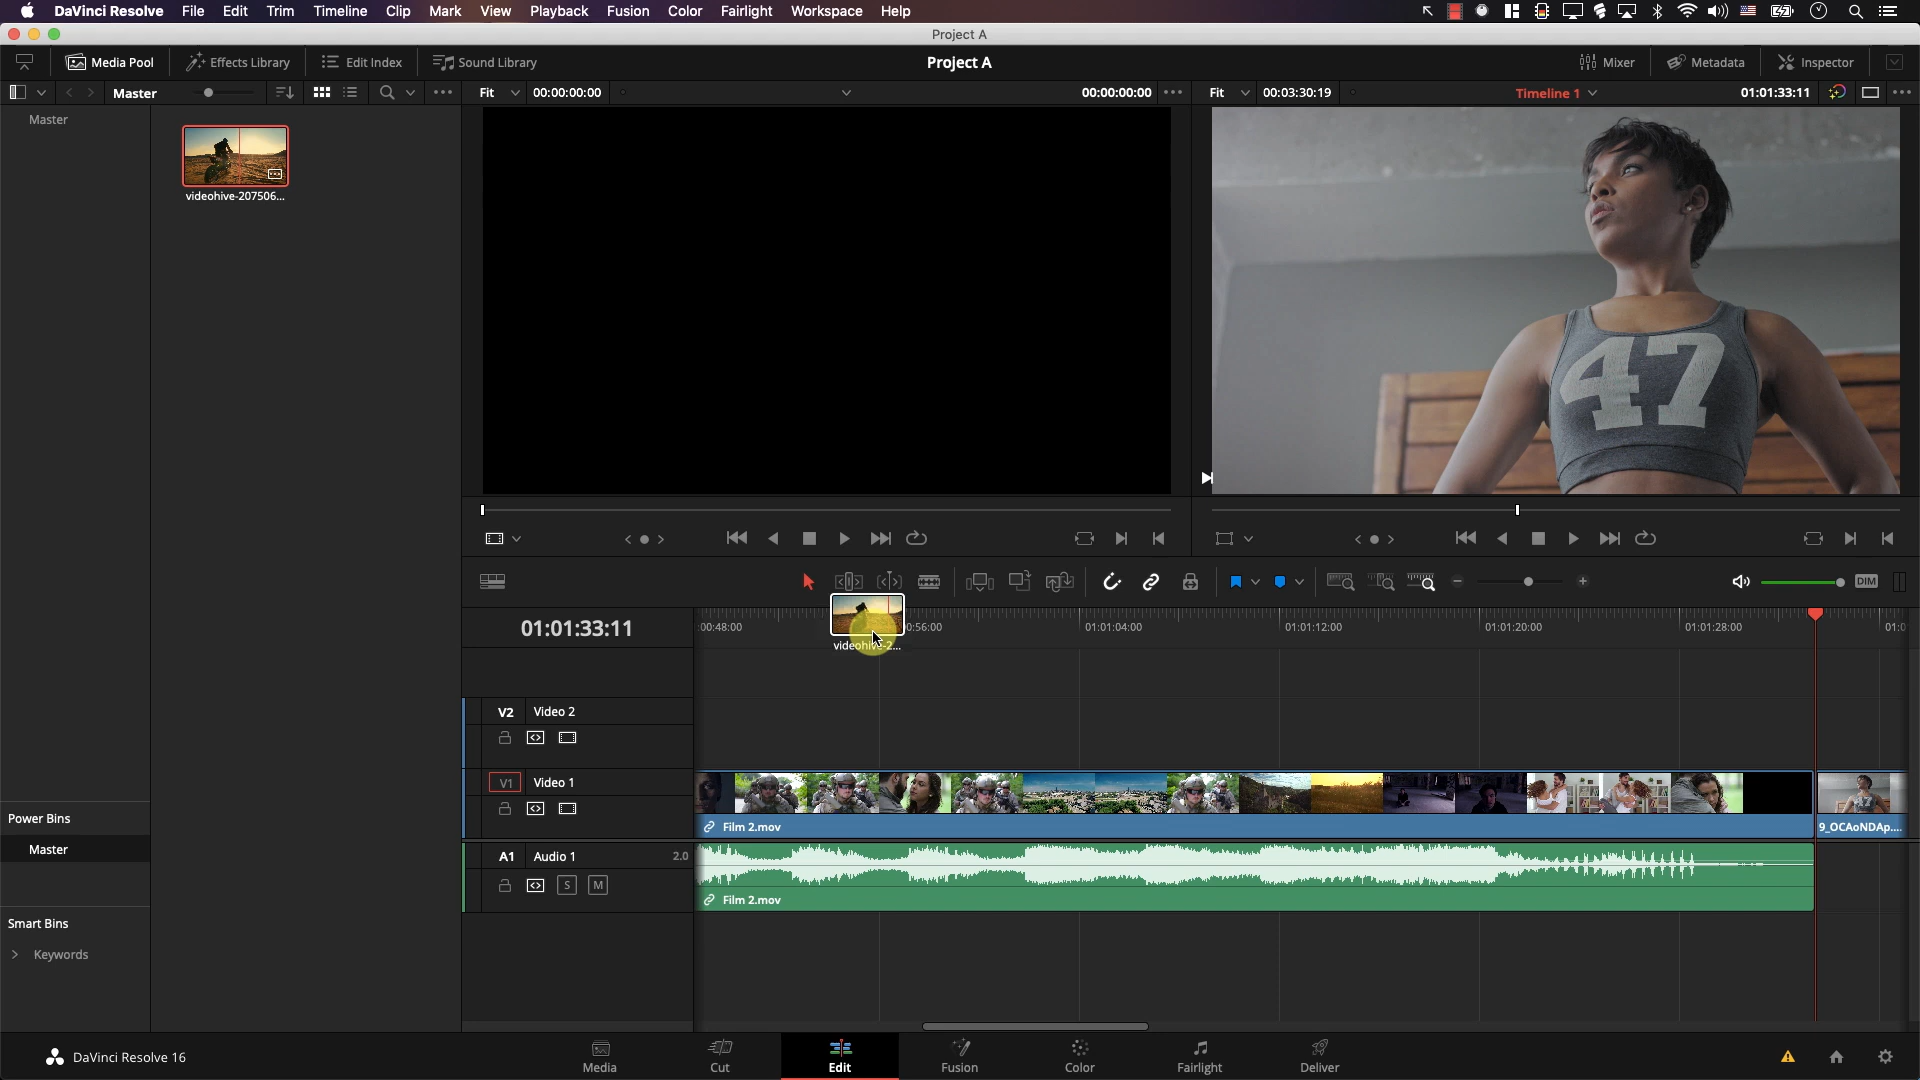 DaVinci Resolve File Edit Trim Timeline Clip Mark View Playback Fusion Color Fairlight Workspace Help
Project A
Media Pool Effects Library Edit Index Sound Library Project A Mixer Metadata Inspector
Master Fit 00:00:00:00 00:00:00:00 Fit 00:03:30:19 Timeline 1 01:01:33:11
Master
videohive-207506...
47
DIM
01:01:33:11
:00:48:00 0:56:00 01:01:04:00 01:01:12:00 01:01:20:00 01:01:28:00 01:0
videohive-2...
V2 Video 2
V1 Video 1
Power Bins
Film 2.mov 9_OCAoNDAp....
Master
A1 Audio 1 2.0
S M
Film 2.mov
Smart Bins
Keywords
DaVinci Resolve 16
Media Cut Edit Fusion Color Fairlight Deliver